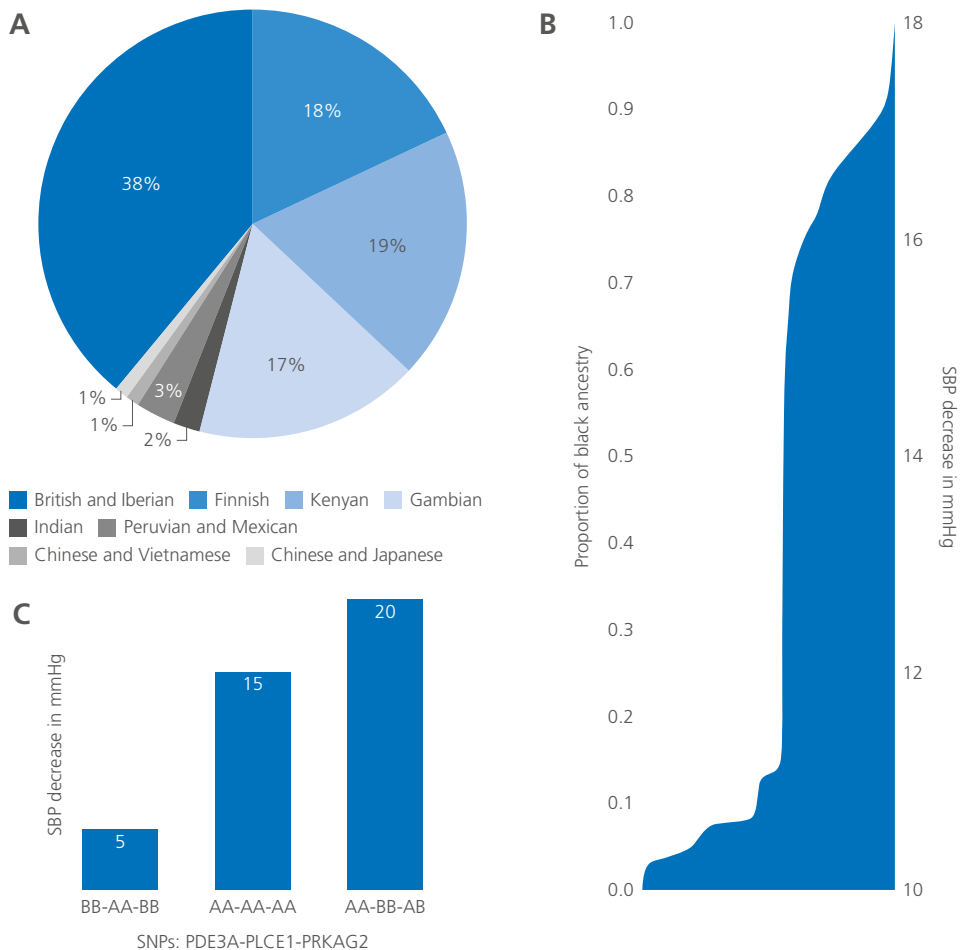 A
18%
38%
19%
17%
3%
1%
1%
2%
British and Iberian Finnish Kenyan Gambian
Indian Peruvian and Mexican
Chinese and Vietnamese Chinese and Japanese
B
Proportion of black ancestry
1.0
0.9
0.8
0.7
0.6
0.5
0.4
0.3
0.2
0.1
0.0
18
16
14
12
10
SBP decrease in mmHg
C
SBP decrease in mmHg
5
15
20
BB-AA-BB AA-AA-AA AA-BB-AB
SNPs: PDE3A-PLCE1-PRKAG2